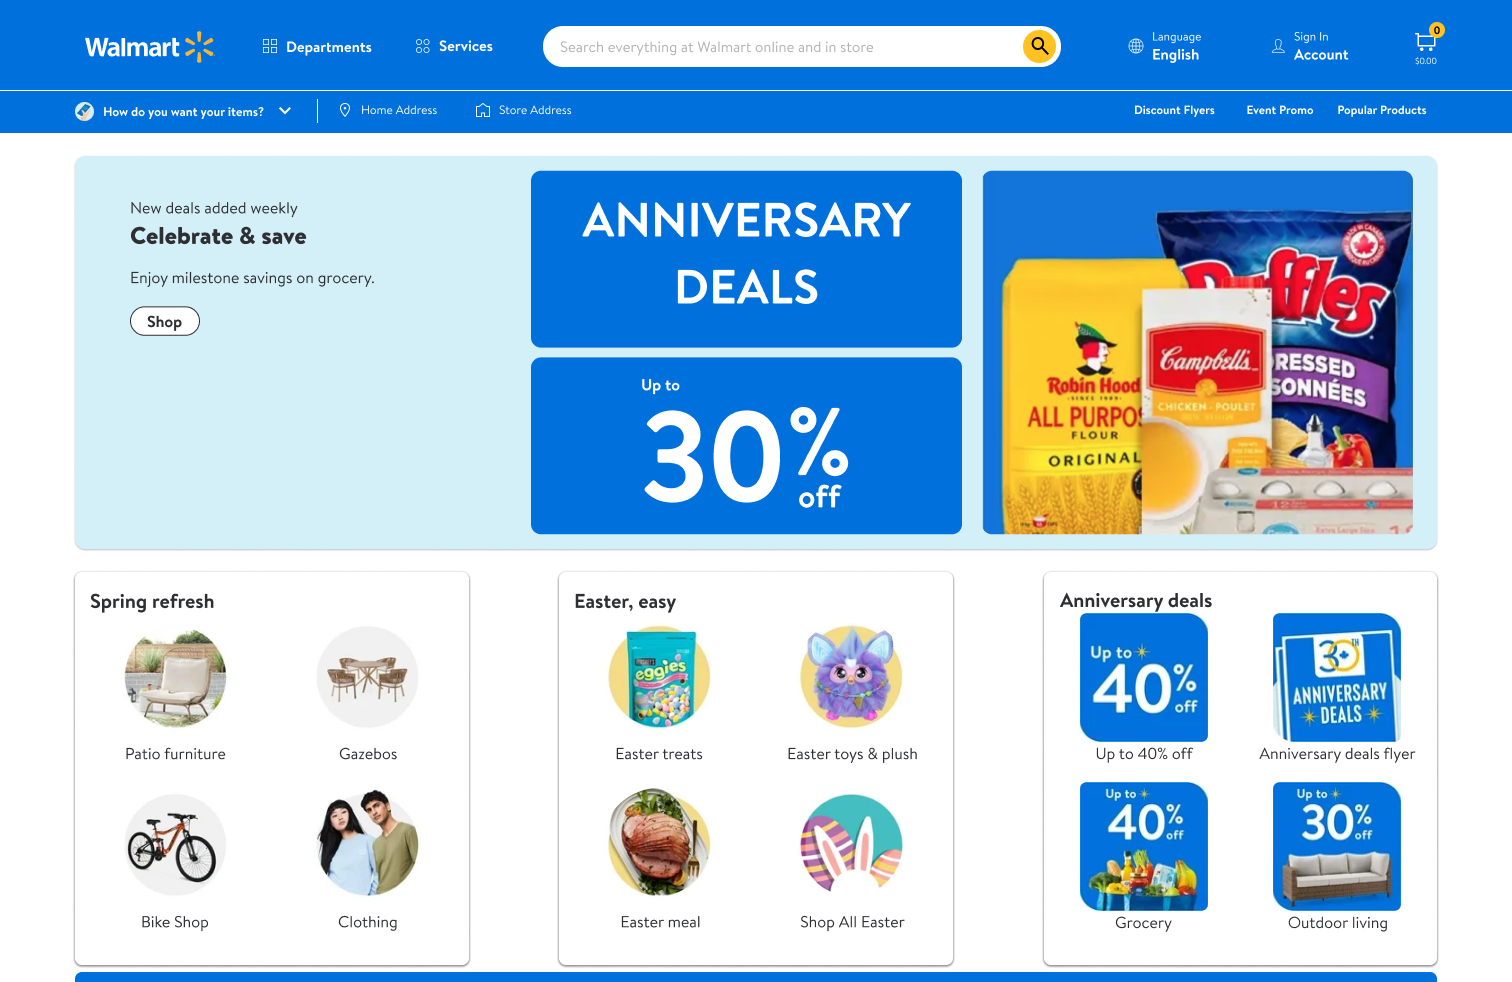 Walmart
Departments
Services
Search everything at Walmart online and in store
Language
English
Sign In
Account
0
$0.00
How do you want your items?
Home Address
Store Address
Discount Flyers
Event Promo
Popular Products
New deals added weekly
Celebrate & save
Enjoy milestone savings on grocery.
Shop
ANNIVERSARY
DEALS
Up to
30%
off
Ruffles
RESSED
SONNÉES
Robin Hood
ALL PURPO
FLOUR
ORIGINAL
Campbell's
CHICKEN - POULET
Extra Large Size
Spring refresh
Patio furniture
Gazebos
Bike Shop
Clothing
Easter, easy
eggies
Easter treats
Easter toys & plush
Easter meal
Shop All Easter
Anniversary deals
Up to
40%
off
Up to 40% off
30TH
ANNIVERSARY
DEALS
Anniversary deals flyer
Up to
40%
off
Grocery
Up to
30%
off
Outdoor living